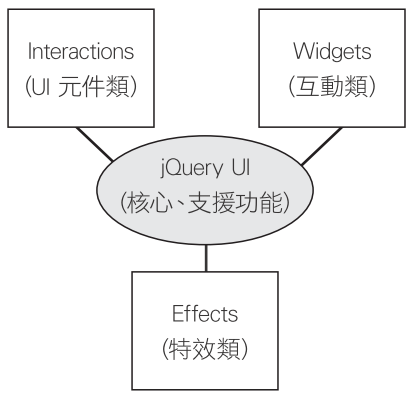 Interactions
(UI 元件類)
Widgets
(互動類)
jQuery UI
(核心、支援功能)
Effects
(特效類)